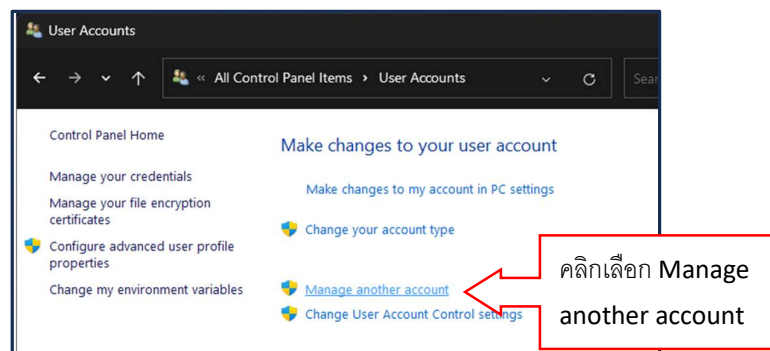 User Accounts
« All Control Panel Items › User Accounts
Control Panel Home
Manage your credentials
Manage your file encryption
certificates
Configure advanced user profile
properties
Change my environment variables
Make changes to your user account
Make changes to my account in PC settings
Change your account type
Manage another account
Change User Account Control settings
คลิกเลือก Manage
another account